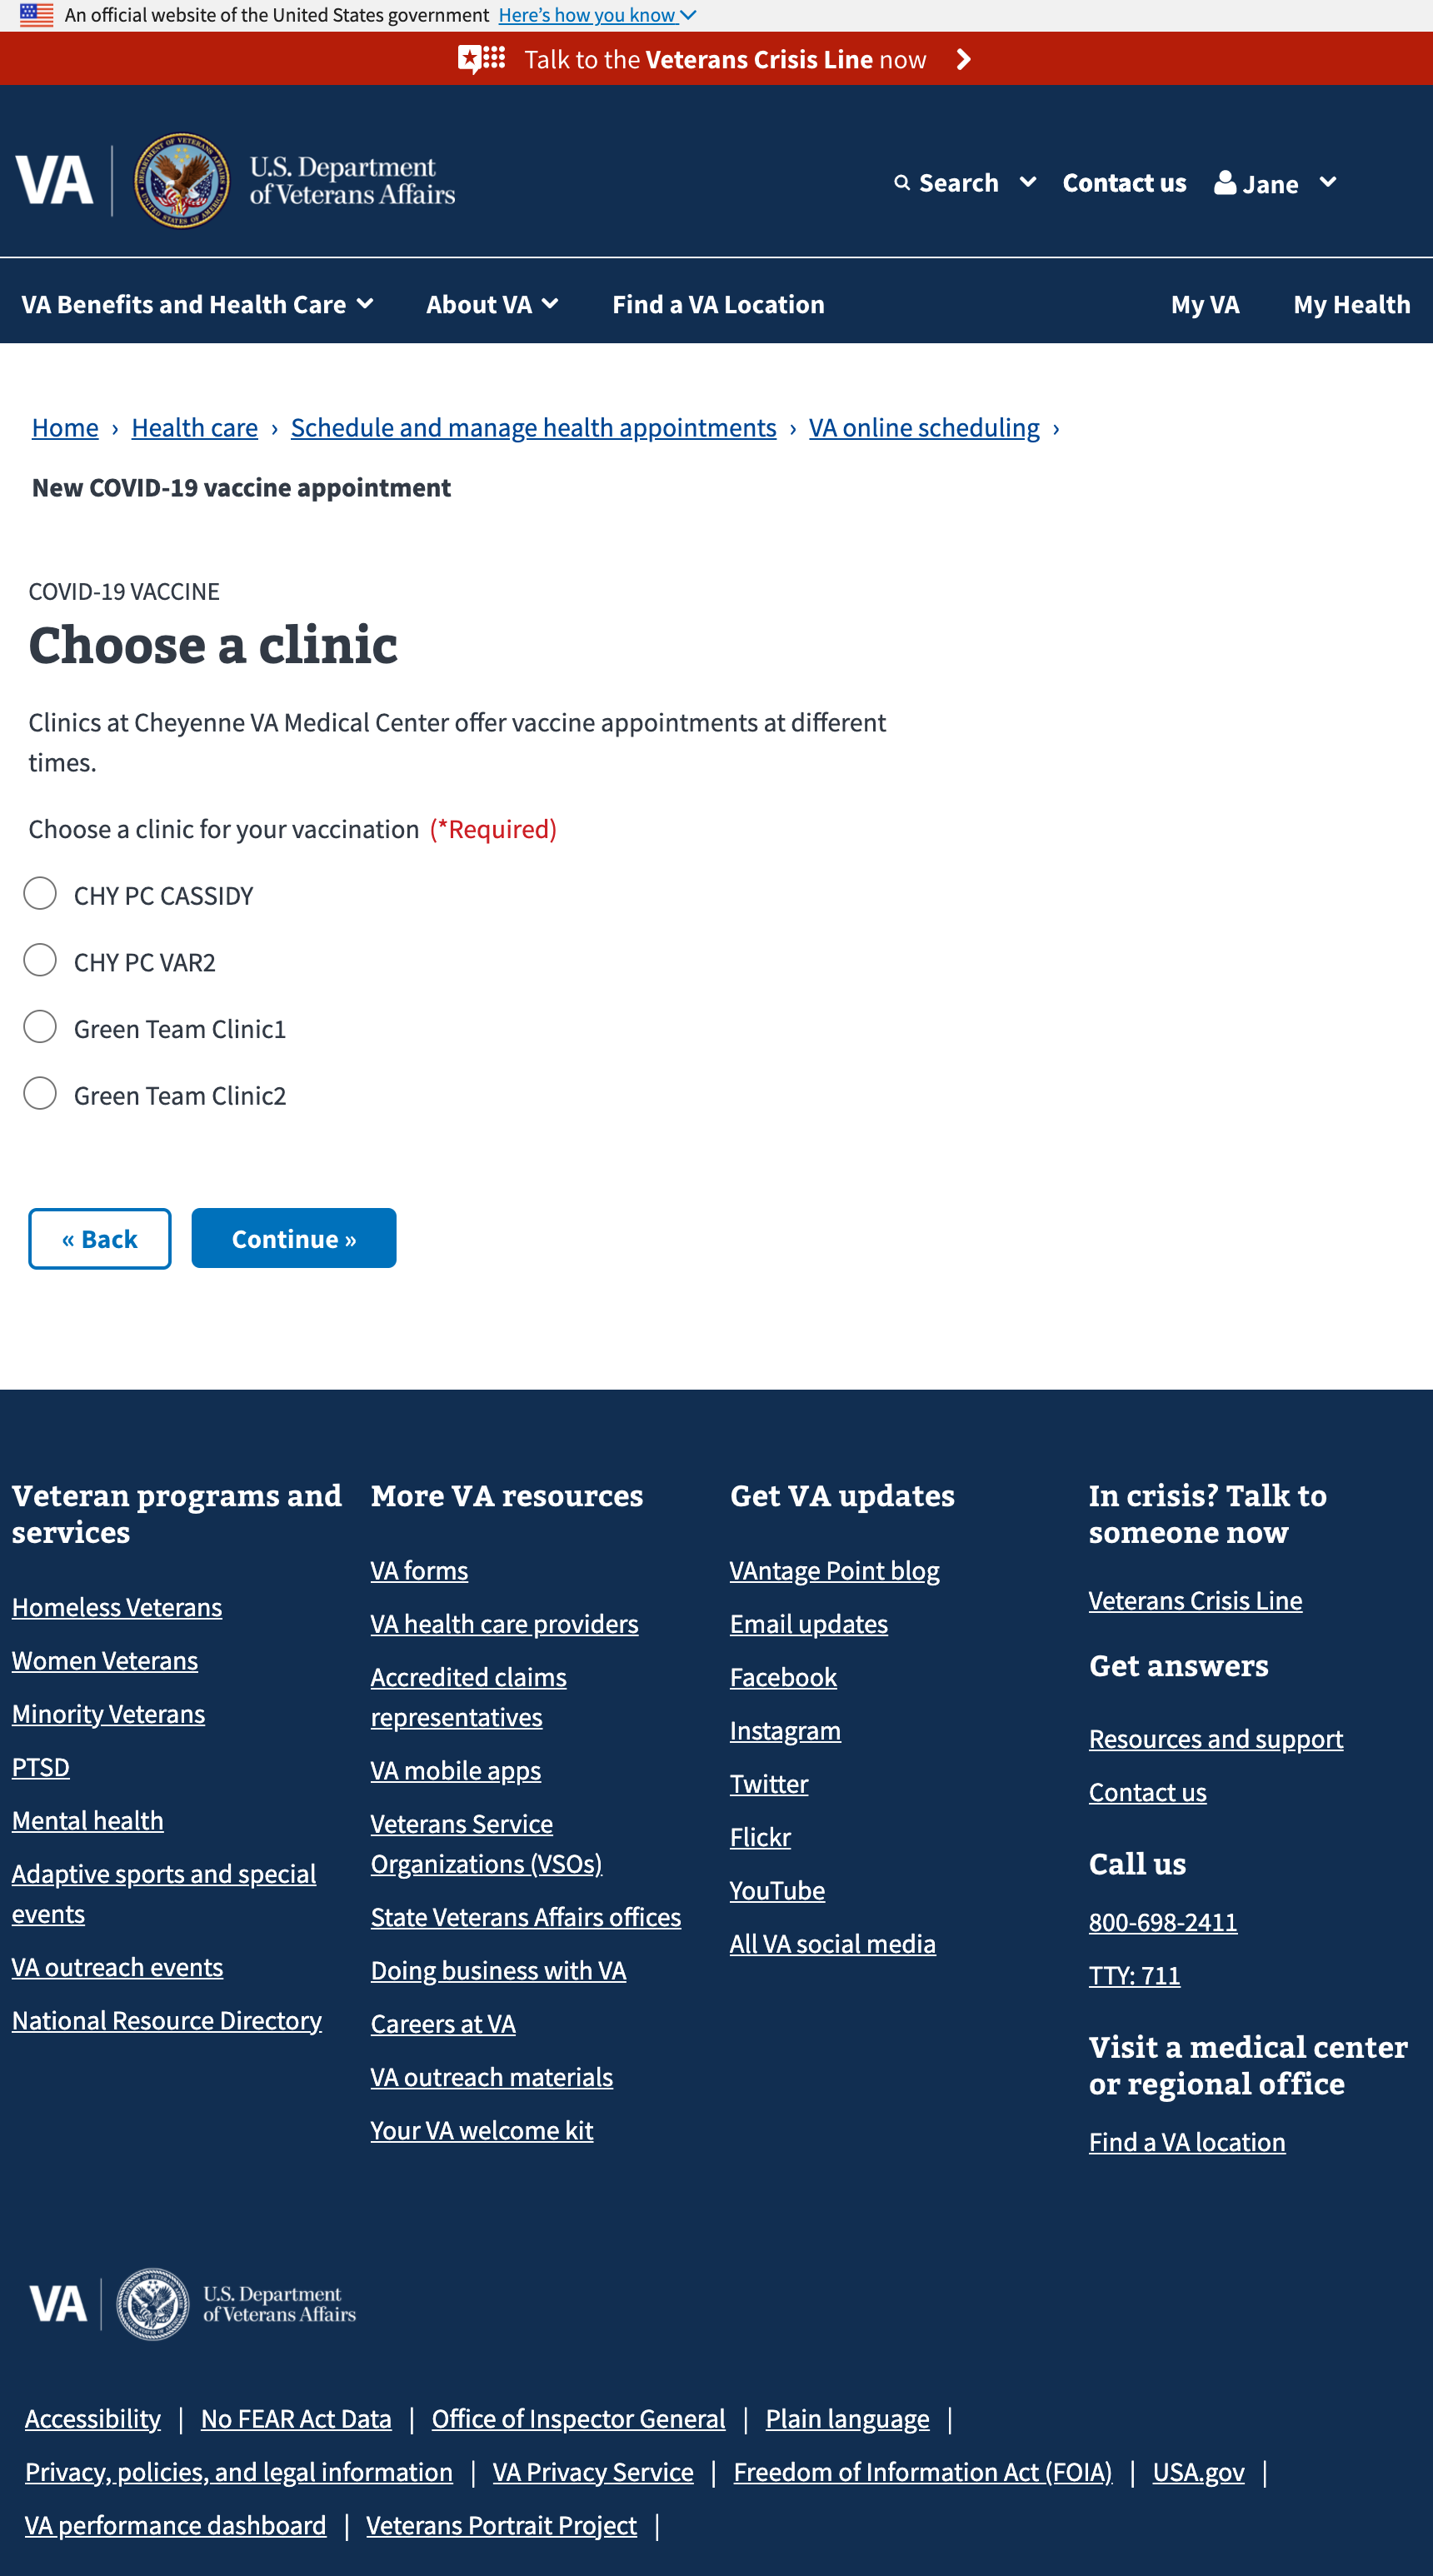 An official website of the United States government Here's how you know
Talk to the Veterans Crisis Line now
VA U.S. Department
of Veterans Affairs
Search Contact us Jane
VA Benefits and Health Care About VA Find a VA Location My VA My Health
Home › Health care › Schedule and manage health appointments › VA online scheduling ›
New COVID-19 vaccine appointment
COVID-19 VACCINE
Choose a clinic
Clinics at Cheyenne VA Medical Center offer vaccine appointments at different
times.
Choose a clinic for your vaccination (*Required)
CHY PC CASSIDY
CHY PC VAR2
Green Team Clinic1
Green Team Clinic2
« Back Continue »
Veteran programs and
services
Homeless Veterans
Women Veterans
Minority Veterans
PTSD
Mental health
Adaptive sports and special
events
VA outreach events
National Resource Directory
More VA resources
VA forms
VA health care providers
Accredited claims
representatives
VA mobile apps
Veterans Service
Organizations (VSOs)
State Veterans Affairs offices
Doing business with VA
Careers at VA
VA outreach materials
Your VA welcome kit
Get VA updates
VAntage Point blog
Email updates
Facebook
Instagram
Twitter
Flickr
YouTube
All VA social media
In crisis? Talk to
someone now
Veterans Crisis Line
Get answers
Resources and support
Contact us
Call us
800-698-2411
TTY: 711
Visit a medical center
or regional office
Find a VA location
VA U.S. Department
of Veterans Affairs
Accessibility | No FEAR Act Data | Office of Inspector General | Plain language |
Privacy, policies, and legal information | VA Privacy Service | Freedom of Information Act (FOIA) | USA.gov |
VA performance dashboard | Veterans Portrait Project |